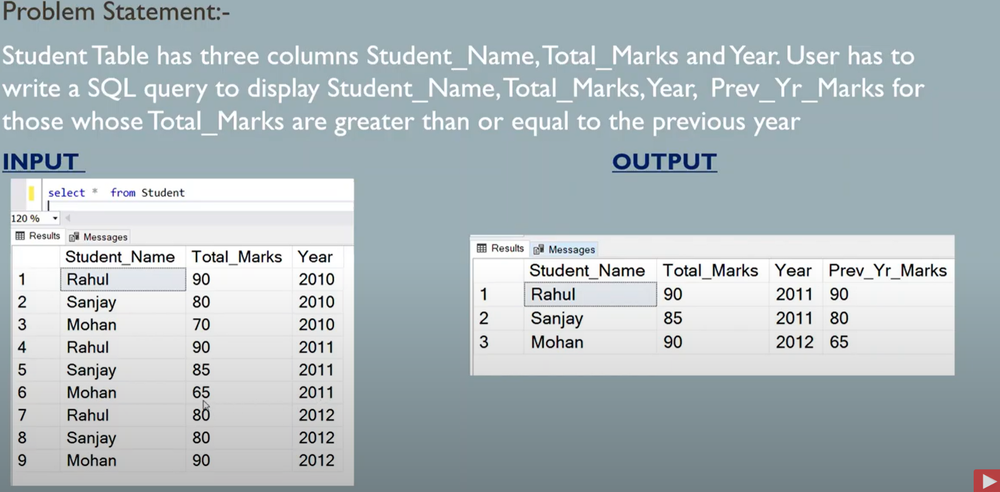 Problem Statement:-
Student Table has three columns Student_Name, Total_Marks and Year. User has to
write a SQL query to display Student_Name, Total_Marks, Year, Prev_Yr_Marks for
those whose Total_Marks are greater than or equal to the previous year
INPUT
select * from Student
120 %
Results Messages
Student_Name Total_Marks Year
1 Rahul 90 2010
2 Sanjay 80 2010
3 Mohan 70 2010
4 Rahul 90 2011
5 Sanjay 85 2011
6 Mohan 65 2011
7 Rahul 80 2012
8 Sanjay 80 2012
9 Mohan 90 2012
OUTPUT
Results Messages
Student_Name Total_Marks Year Prev_Yr_Marks
1 Rahul 90 2011 90
2 Sanjay 85 2011 80
3 Mohan 90 2012 65